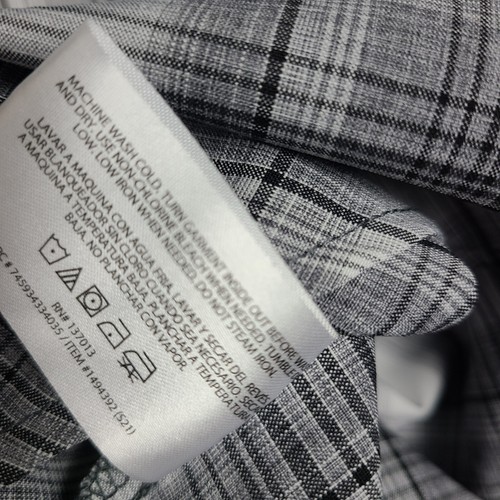 MACHINE WASH COLD. TURN GARMENT INSIDE OUT BEFORE
AND DRY. USE NON CHLORINE BLEACH WHEN NEEDED. TUMBLE
LOW. LOW IRON WHEN NEEDED. DO NOT STEAM IRON.
LAVAR A MAQUINA CON AGUA FRIA. LAVAR Y SECAR DEL REVES
USAR BLANQUEADOR SIN CLORO CUANDO SEA NECESARIO.
A MAQUINA A TEMPERATURA BAJA. PLANCHAR A TEMPERATURA
BAJA. NO PLANCHAR CON VAPOR.
RN# 137013
# 745934334035 / ITEM #1494392 (S21)